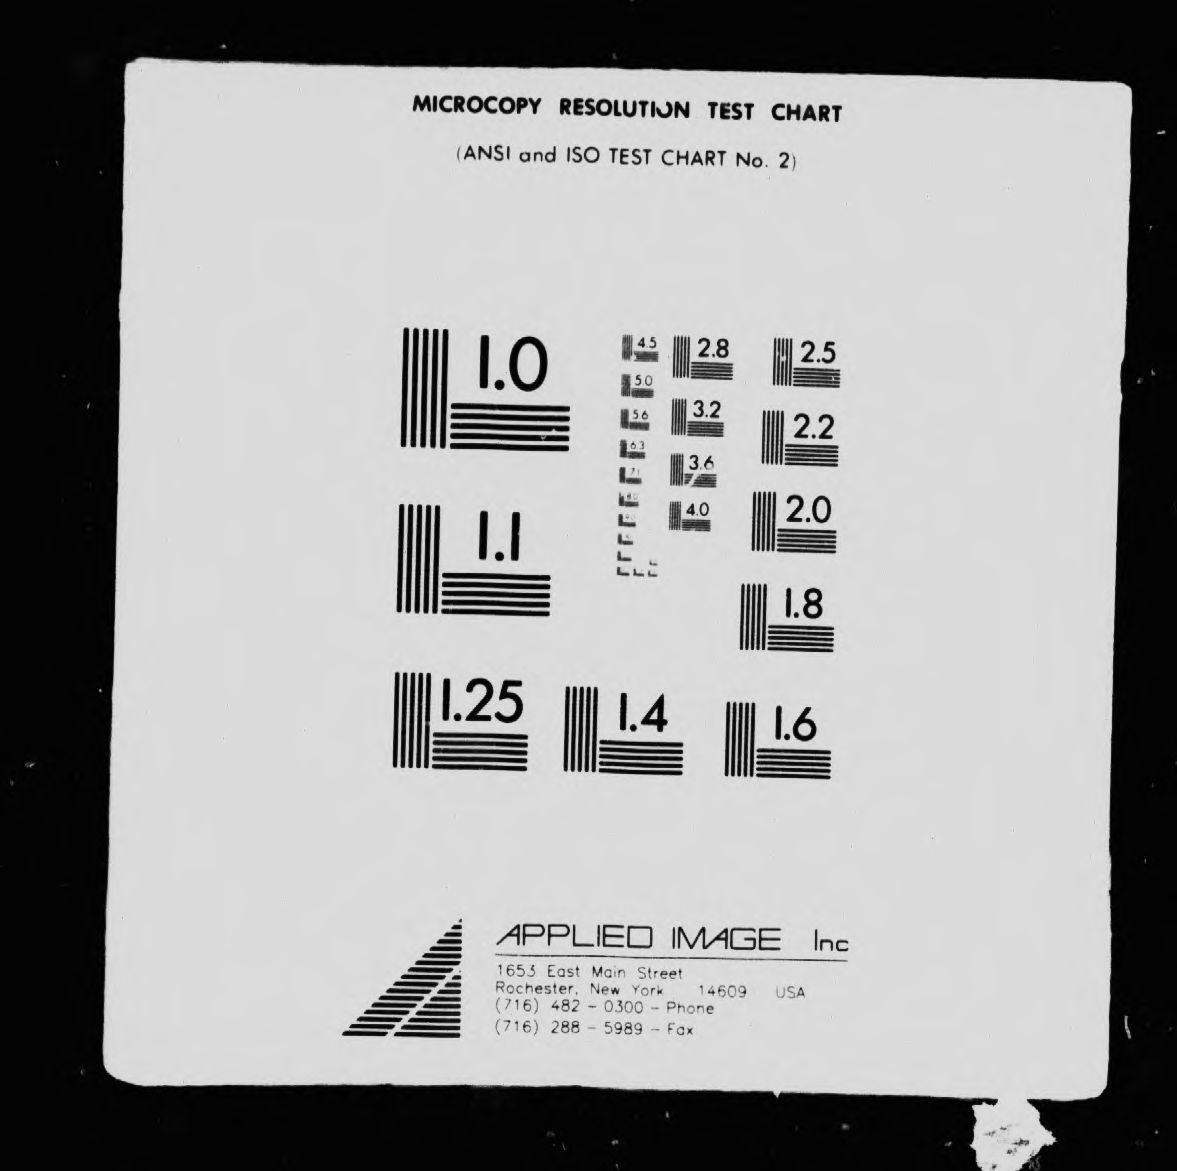 MICROCOPY RESOLUTION TEST CHART
(ANSI and ISO TEST CHART No. 2)
1.0
1.1
1.25
1.4
1.6
1.8
2.0
2.2
2.5
2.8
3.2
3.6
4.0
4.5
5.0
5.6
6.3
7.1
APPLIED IMAGE Inc
1653 East Main Street
Rochester, New York 14609 USA
(716) 482 - 0300 - Phone
(716) 288 - 5989 - Fax